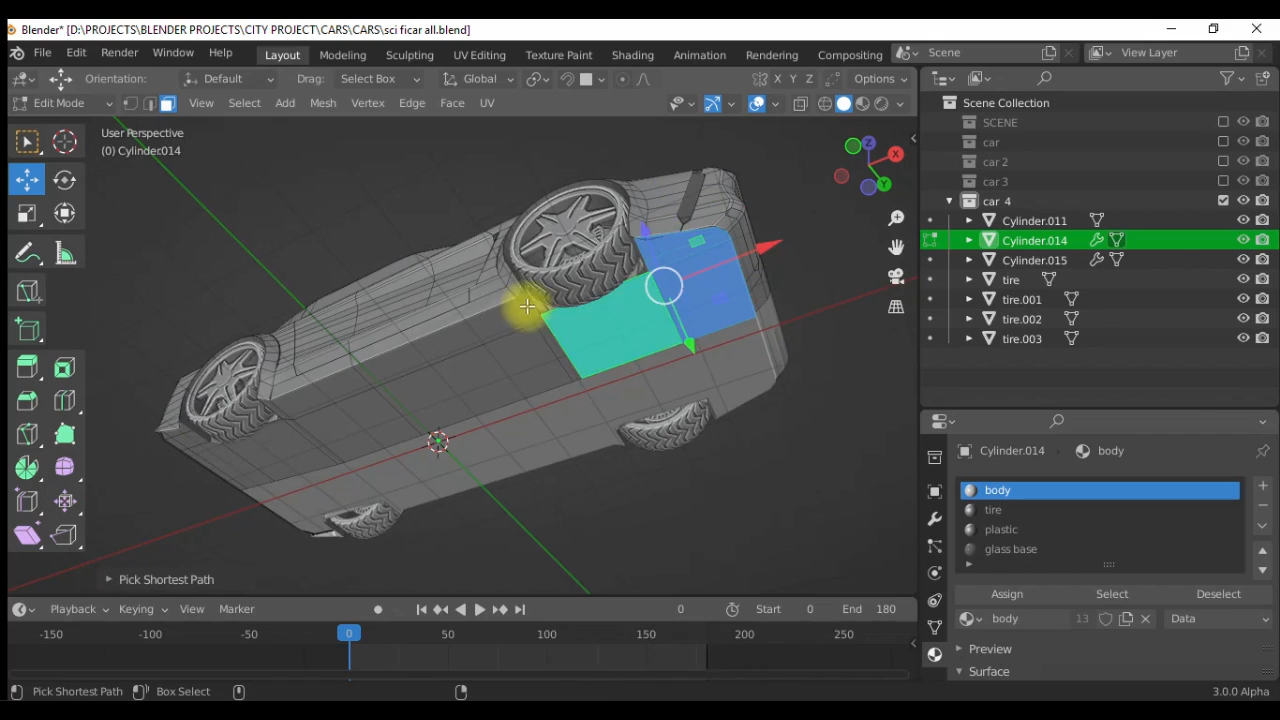 Blender* [D:\PROJECTS\BLENDER PROJECTS\CITY PROJECT\CARS\CARS\sci ficar all.blend]
File Edit Render Window Help Layout Modeling Sculpting UV Editing Texture Paint Shading Animation Rendering Compositing Scene View Layer
Orientation: Default Drag: Select Box Global X Y Z Options
Edit Mode View Select Add Mesh Vertex Edge Face UV
Scene Collection
SCENE
car
car 2
car 3
car 4
Cylinder.011
Cylinder.014
Cylinder.015
tire
tire.001
tire.002
tire.003
User Perspective
(0) Cylinder.014
Z
X
Y
Pick Shortest Path
Cylinder.014 body
body
tire
plastic
glass base
Assign Select Deselect
body 13 Data
Preview
Surface
Playback Keying View Marker 0 Start 0 End 180
-150 -100 -50 0 50 100 150 200 250
Pick Shortest Path Box Select 3.0.0 Alpha